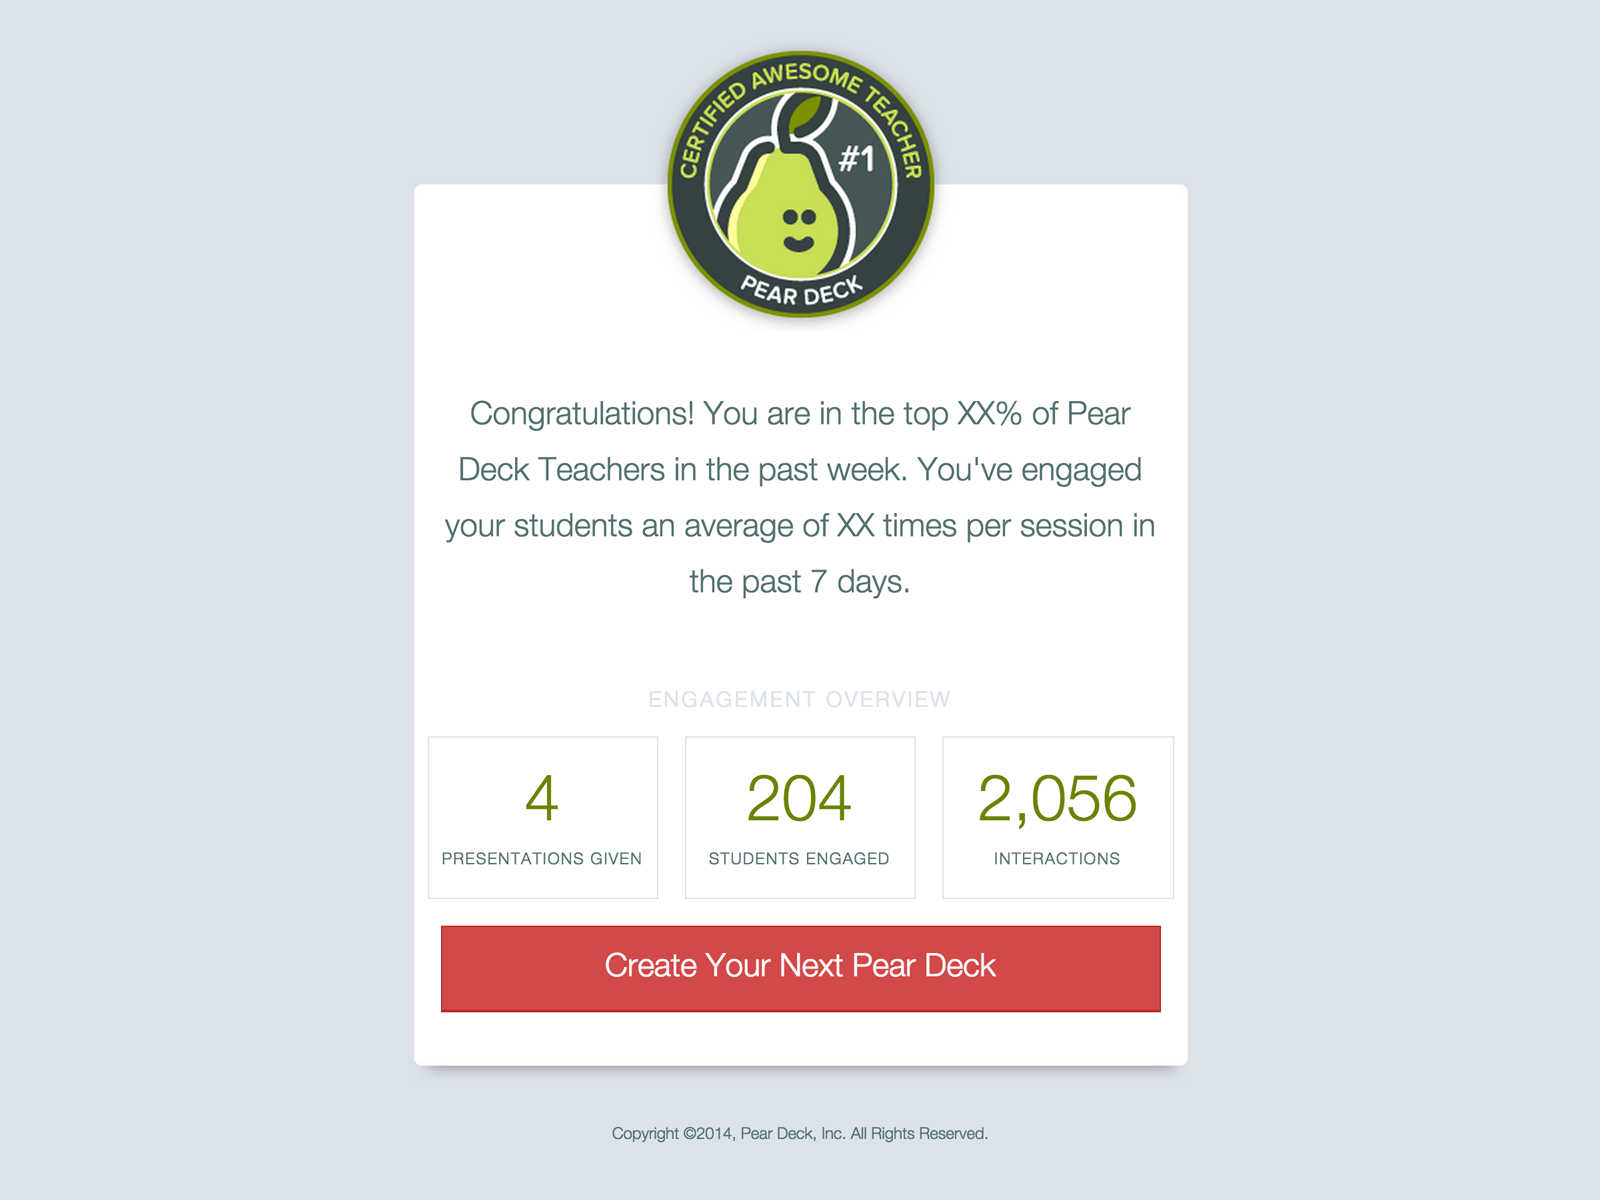 CERTIFIED AWESOME TEACHER
#1
PEAR DECK
Congratulations! You are in the top XX% of Pear
Deck Teachers in the past week. You've engaged
your students an average of XX times per session in
the past 7 days.
ENGAGEMENT OVERVIEW
4
PRESENTATIONS GIVEN
204
STUDENTS ENGAGED
2,056
INTERACTIONS
Create Your Next Pear Deck
Copyright ©2014, Pear Deck, Inc. All Rights Reserved.